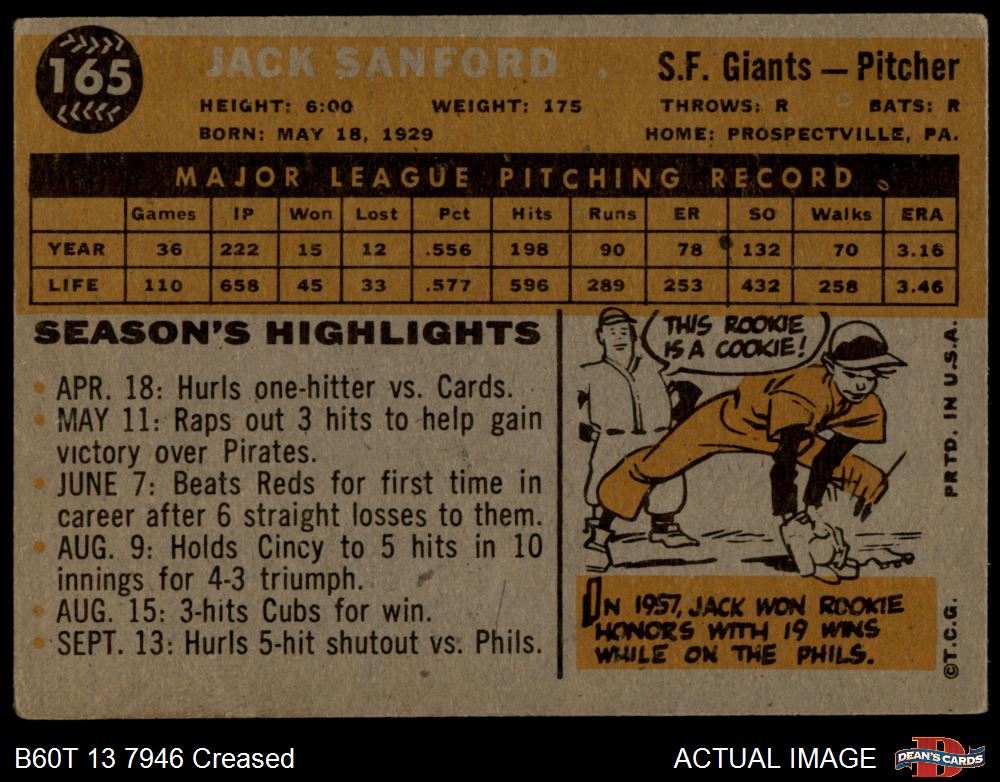 165
JACK SANFORD
S.F. Giants — Pitcher
HEIGHT: 6:00 WEIGHT: 175 THROWS: R BATS: R
BORN: MAY 18, 1929 HOME: PROSPECTVILLE, PA.
MAJOR LEAGUE PITCHING RECORD
Games IP Won Lost Pct Hits Runs ER SO Walks ERA
YEAR 36 222 15 12 .556 198 90 78 132 70 3.16
LIFE 110 658 45 33 .577 596 289 253 432 258 3.46
SEASON'S HIGHLIGHTS
• APR. 18: Hurls one-hitter vs. Cards.
• MAY 11: Raps out 3 hits to help gain
victory over Pirates.
• JUNE 7: Beats Reds for first time in
career after 6 straight losses to them.
• AUG. 9: Holds Cincy to 5 hits in 10
innings for 4-3 triumph.
• AUG. 15: 3-hits Cubs for win.
• SEPT. 13: Hurls 5-hit shutout vs. Phils.
THIS ROOKIE
IS A COOKIE!
IN 1957, JACK WON ROOKIE
HONORS WITH 19 WINS
WHILE ON THE PHILS.
PRTD. IN U.S.A.
©T.C.G.
B60T 13 7946 Creased
ACTUAL IMAGE
D
DEAN'S CARDS